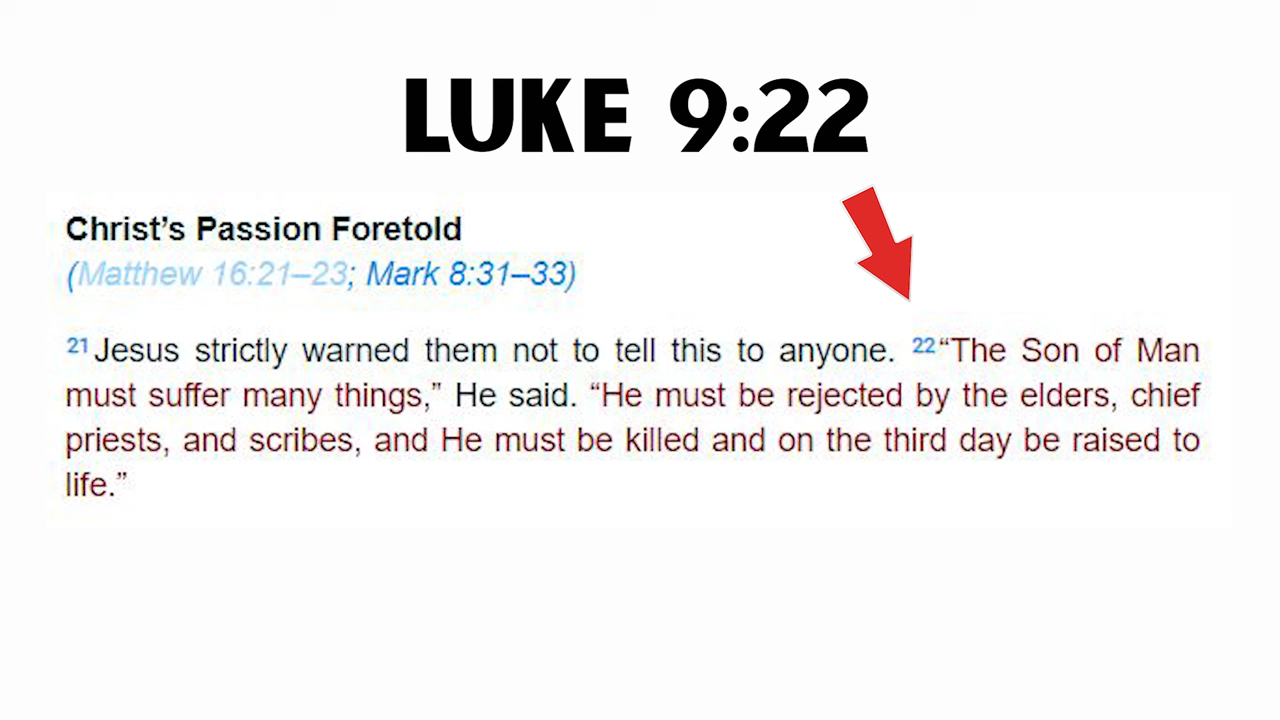 LUKE 9:22
Christ’s Passion Foretold
(Matthew 16:21–23; Mark 8:31–33)
21 Jesus strictly warned them not to tell this to anyone. 22 “The Son of Man
must suffer many things,” He said. “He must be rejected by the elders, chief
priests, and scribes, and He must be killed and on the third day be raised to
life.”